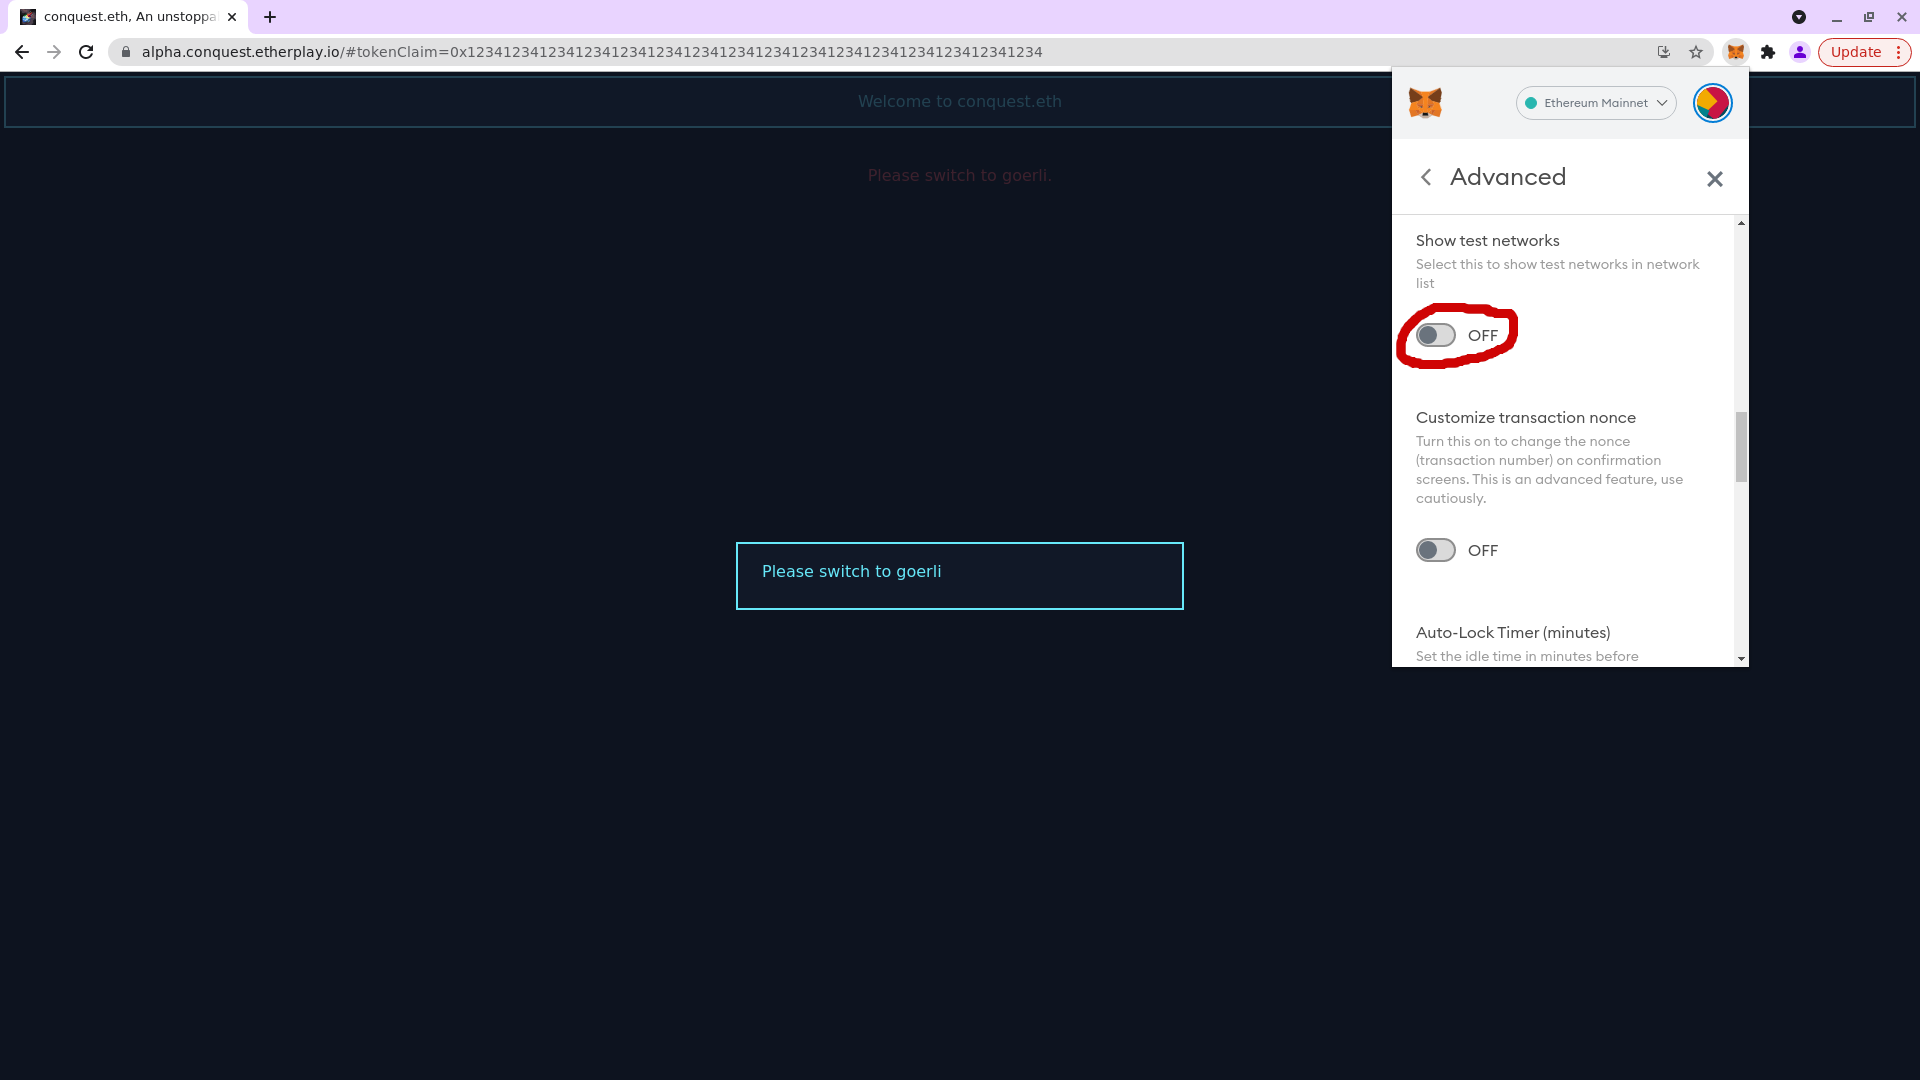 conquest.eth, An unstoppa
alpha.conquest.etherplay.io/#tokenClaim=0x1234123412341234123412341234123412341234123412341234123412341234
Update
Welcome to conquest.eth
Please switch to goerli.
Please switch to goerli
Ethereum Mainnet
Advanced
Show test networks
Select this to show test networks in network
list
OFF
Customize transaction nonce
Turn this on to change the nonce
(transaction number) on confirmation
screens. This is an advanced feature, use
cautiously.
OFF
Auto-Lock Timer (minutes)
Set the idle time in minutes before